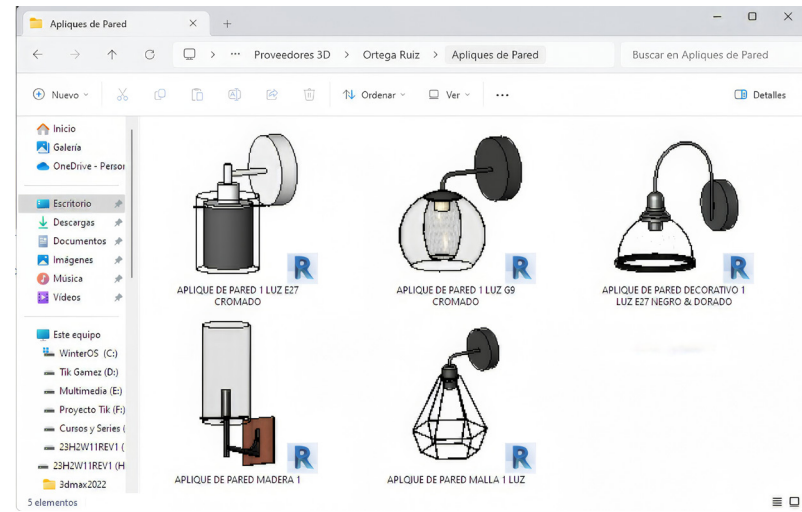 Apliques de Pared
Proveedores 3D > Ortega Ruiz > Apliques de Pared
Buscar en Apliques de Pared
Nuevo
Ordenar
Ver
Detalles
Inicio
Galería
OneDrive - Person
Escritorio
Descargas
Documentos
Imágenes
Música
Vídeos
Este equipo
WinterOS (C:)
Tik Gamez (D:)
Multimedia (E:)
Proyecto Tik (F:)
Cursos y Series (
23H2W11REV1 (
23H2W11REV1 (H
3dmax2022
5 elementos
R
APLIQUE DE PARED 1 LUZ E27
CROMADO
R
APLIQUE DE PARED 1 LUZ G9
CROMADO
R
APLIQUE DE PARED DECORATIVO 1
LUZ E27 NEGRO & DORADO
R
APLIQUE DE PARED MADERA 1
R
APLQIUE DE PARED MALLA 1 LUZ